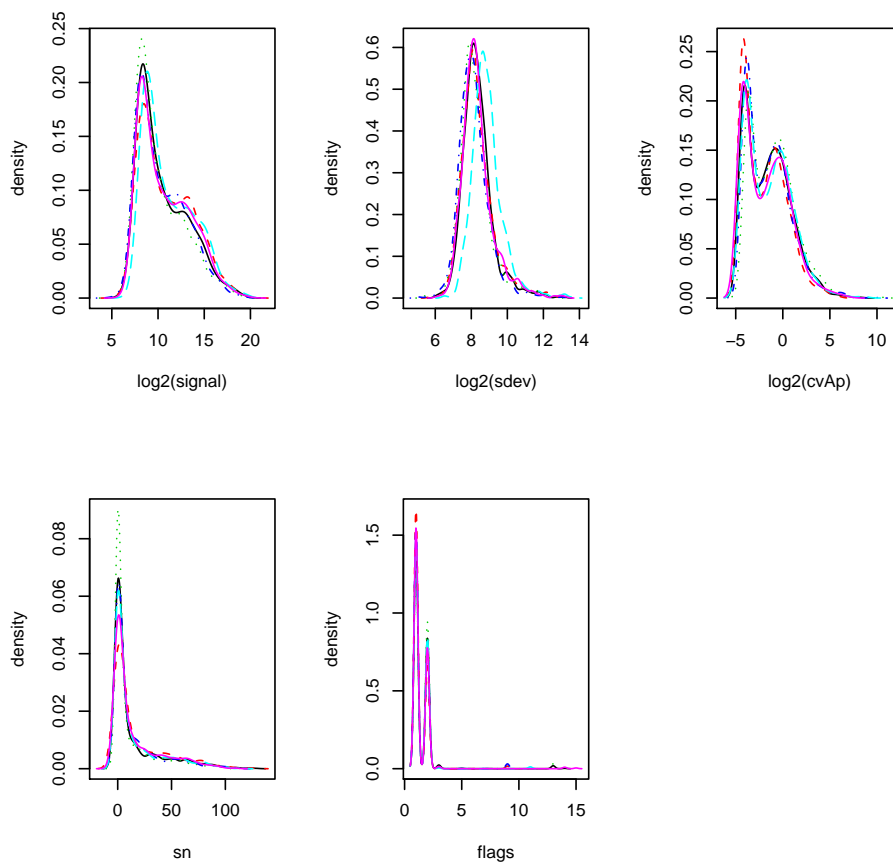 density
0.00 0.05 0.10 0.15 0.20 0.25
5 10 15 20
log2(signal)
density
0.0 0.1 0.2 0.3 0.4 0.5 0.6
6 8 10 12 14
log2(sdev)
density
0.00 0.05 0.10 0.15 0.20 0.25
−5 0 5 10
log2(cvAp)
density
0.00 0.02 0.04 0.06 0.08
0 50 100
sn
density
0.0 0.5 1.0 1.5
0 5 10 15
flags